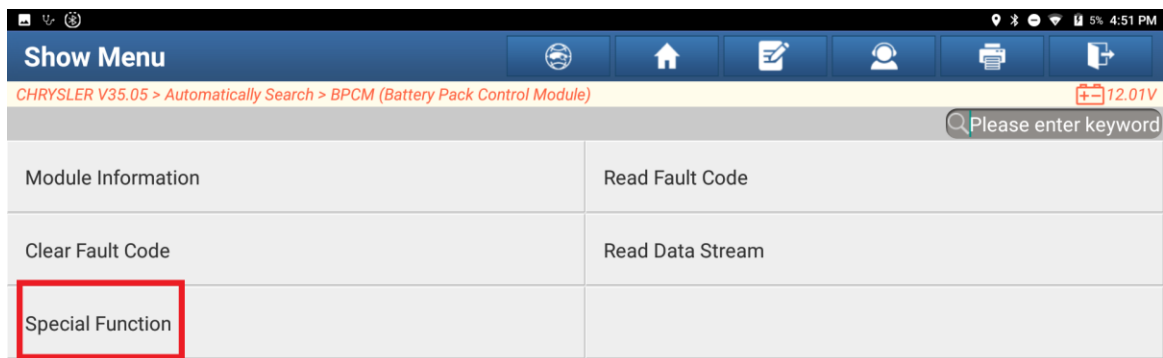 5% 4:51 PM
Show Menu
CHRYSLER V35.05 > Automatically Search > BPCM (Battery Pack Control Module)
12.01V
Please enter keyword
Module Information
Read Fault Code
Clear Fault Code
Read Data Stream
Special Function